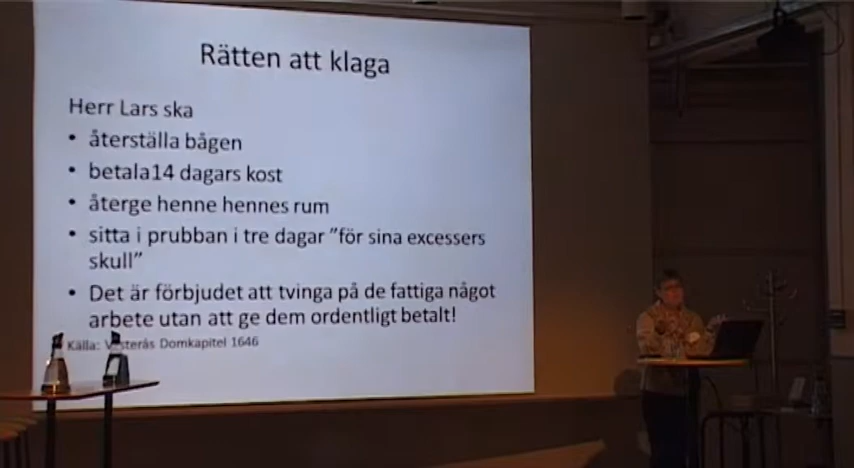 Rätten att klaga
Herr Lars ska
• återställa bågen
• betala14 dagars kost
• återge henne hennes rum
• sitta i prubban i tre dagar ”för sina excessers
skull”
• Det är förbjudet att tvinga på de fattiga något
arbete utan att ge dem ordentligt betalt!
Källa: Västerås Domkapitel 1646